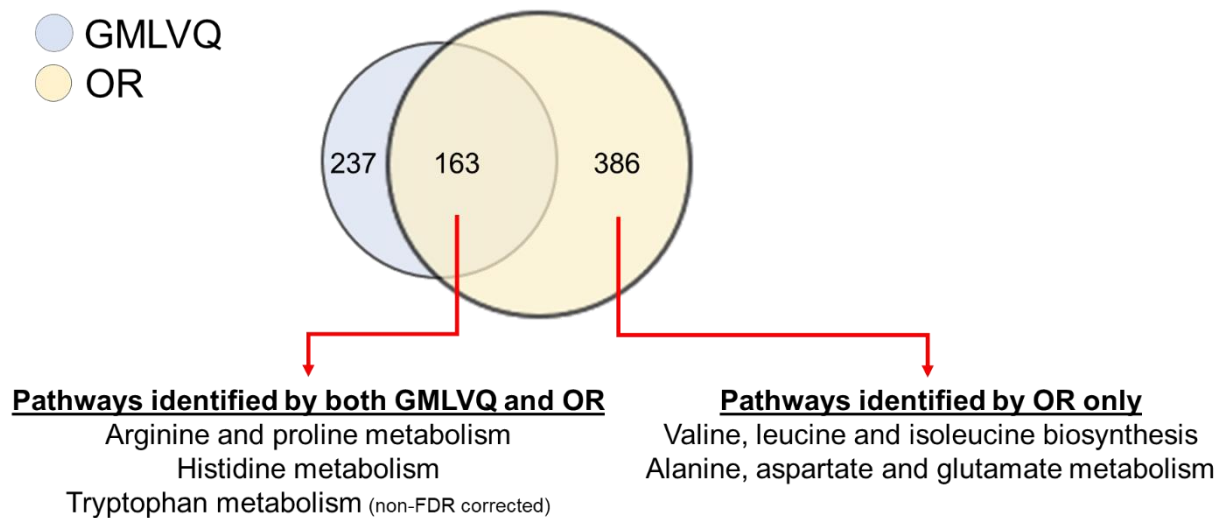 GMLVQ
OR
237
163
386
Pathways identified by both GMLVQ and OR
Arginine and proline metabolism
Histidine metabolism
Tryptophan metabolism (non-FDR corrected)
Pathways identified by OR only
Valine, leucine and isoleucine biosynthesis
Alanine, aspartate and glutamate metabolism